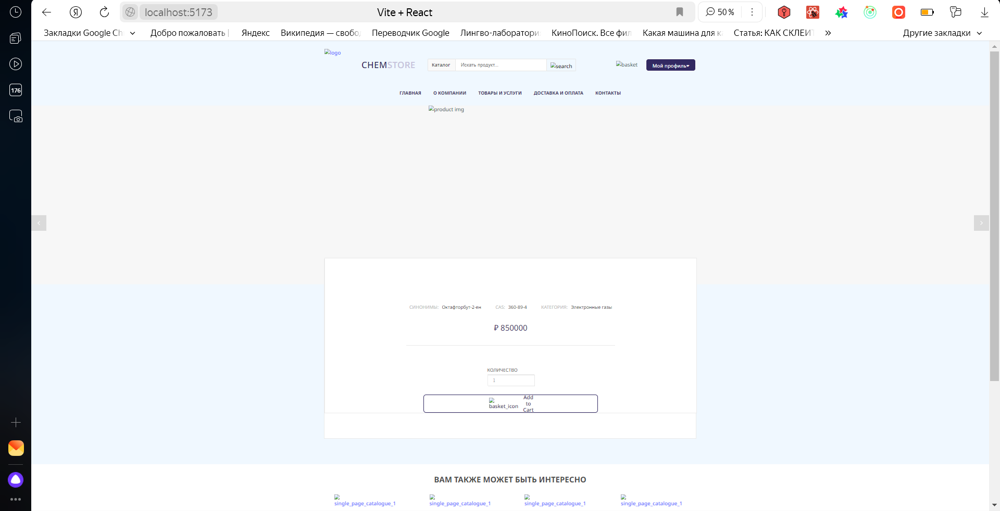 localhost:5173
Vite + React
50 %
Закладки Google Ch
Добро пожаловать |
Яндекс
Википедия — свобо
Переводчик Google
Лингво-лаборатори
КиноПоиск. Все фил
Какая машина для к
Статья: КАК СКЛЕИТ
»
Другие закладки
176
logo
CHEMSTORE
Каталог
Искать продукт...
search
basket
Мой профиль
ГЛАВНАЯ
О КОМПАНИИ
ТОВАРЫ И УСЛУГИ
ДОСТАВКА И ОПЛАТА
КОНТАКТЫ
product img
СИНОНИМЫ: Октафторбут-2-ен
CAS: 360-89-4
КАТЕГОРИЯ: Электронные газы
₽ 850000
КОЛИЧЕСТВО
1
basket_icon
Add
to
Cart
ВАМ ТАКЖЕ МОЖЕТ БЫТЬ ИНТЕРЕСНО
single_page_catalogue_1
single_page_catalogue_1
single_page_catalogue_1
single_page_catalogue_1